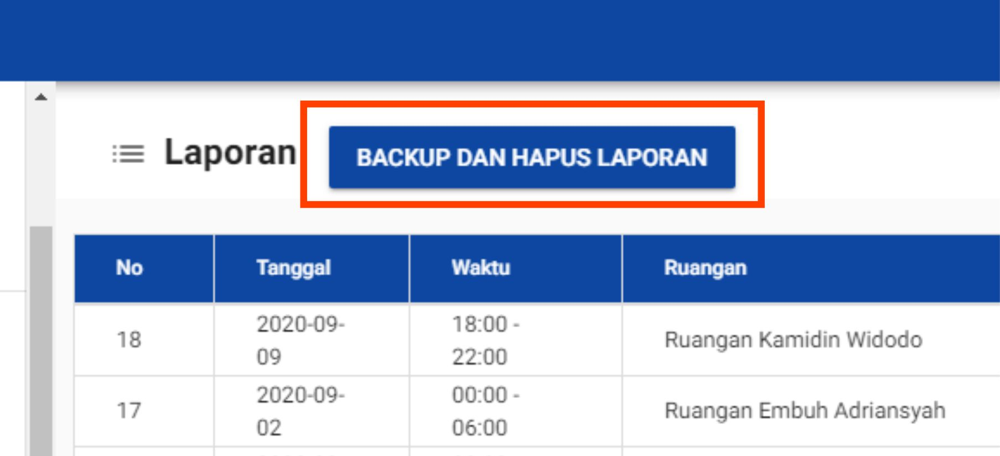 Laporan
BACKUP DAN HAPUS LAPORAN
No Tanggal Waktu Ruangan
18 2020-09-09 18:00 - 22:00 Ruangan Kamidin Widodo
17 2020-09-02 00:00 - 06:00 Ruangan Embuh Adriansyah